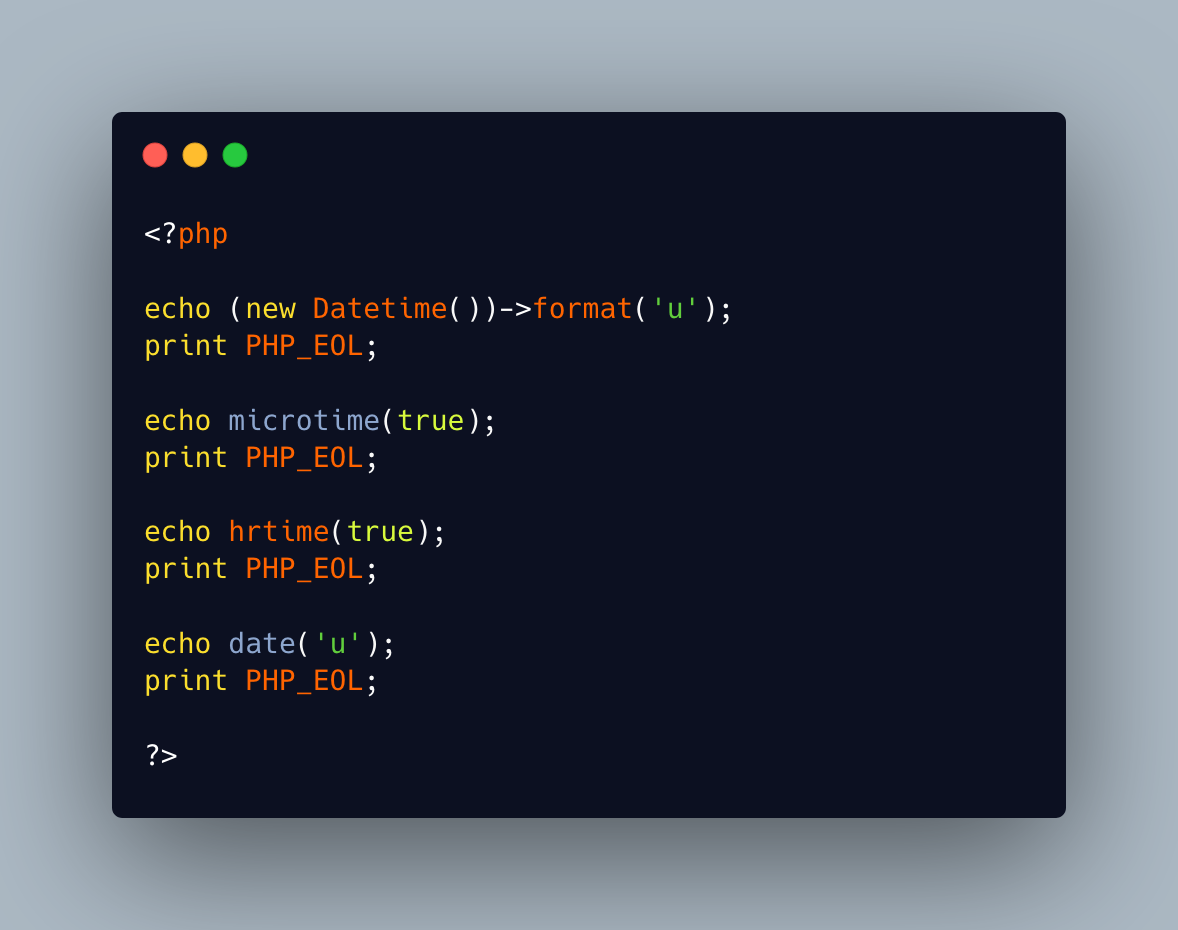 <?php
echo (new Datetime())->format('u');
print PHP_EOL;
echo microtime(true);
print PHP_EOL;
echo hrtime(true);
print PHP_EOL;
echo date('u');
print PHP_EOL;
?>